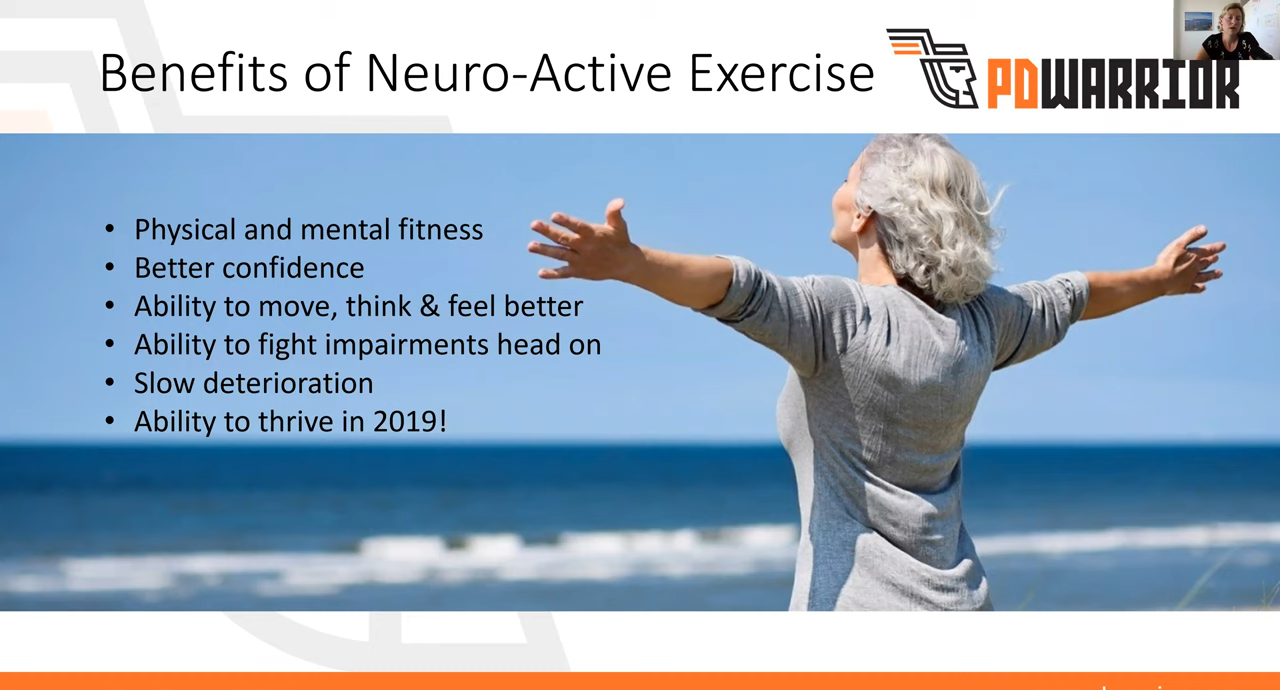 Benefits of Neuro-Active Exercise
PDWARRIOR
• Physical and mental fitness
• Better confidence
• Ability to move, think & feel better
• Ability to fight impairments head on
• Slow deterioration
• Ability to thrive in 2019!